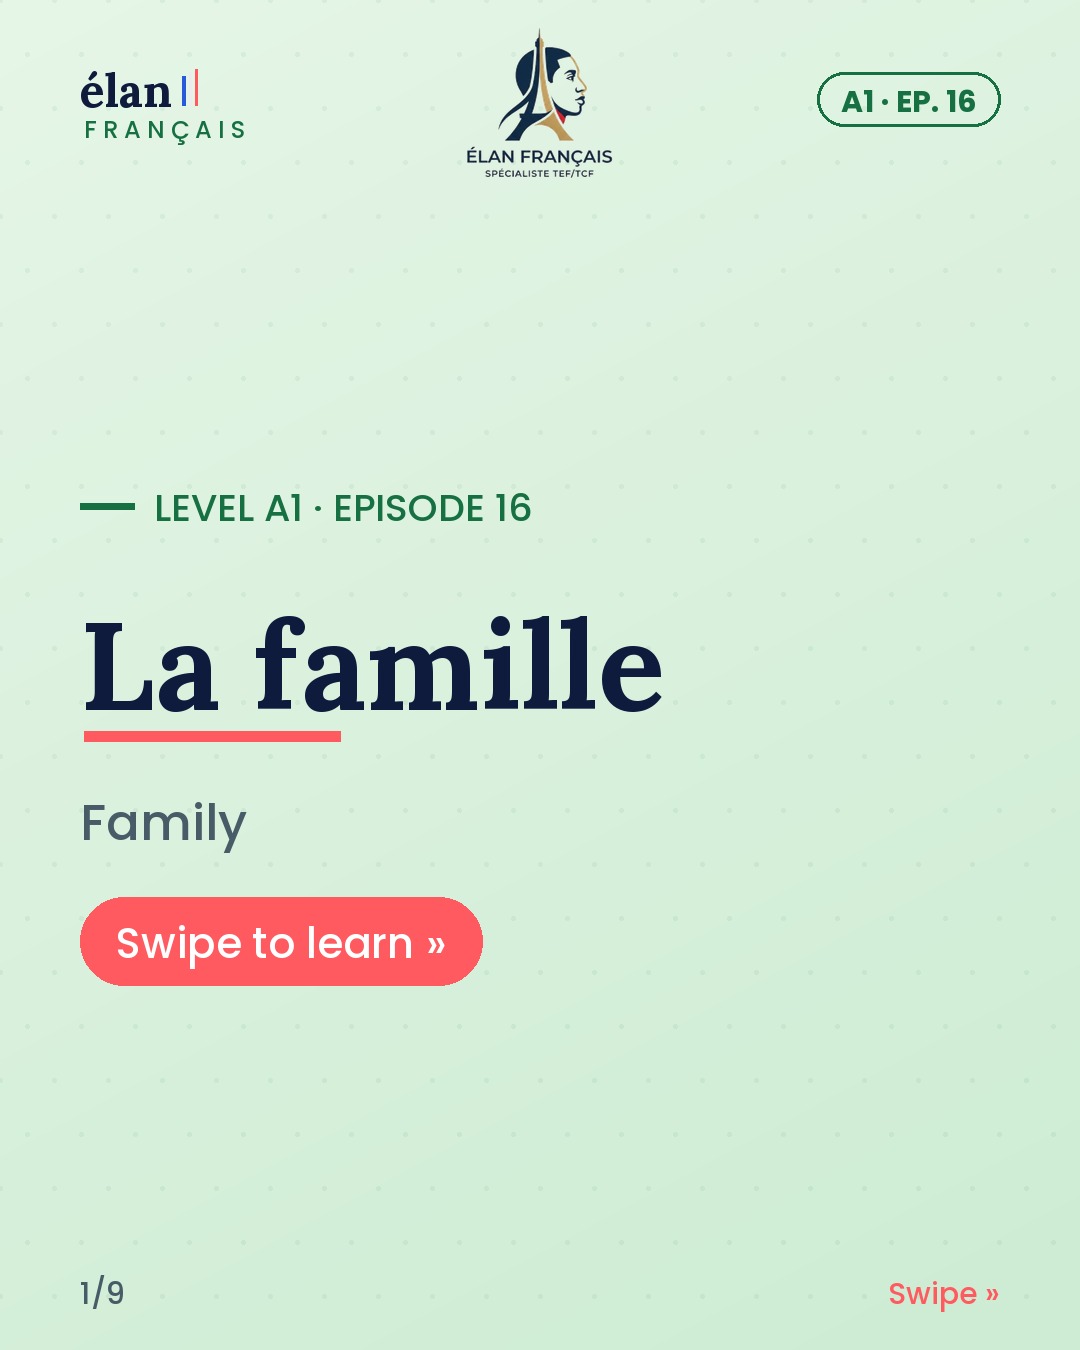 élan
FRANÇAIS
ÉLAN FRANÇAIS
SPÉCIALISTE TEF/TCF
A1 · EP. 16
LEVEL A1 · EPISODE 16
La famille
Family
Swipe to learn »
1/9
Swipe »